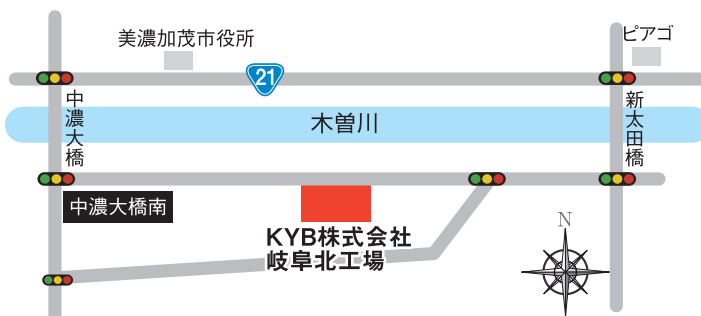 美濃加茂市役所
ピアゴ
21
中濃大橋
木曽川
新太田橋
中濃大橋南
KYB株式会社
岐阜北工場
N